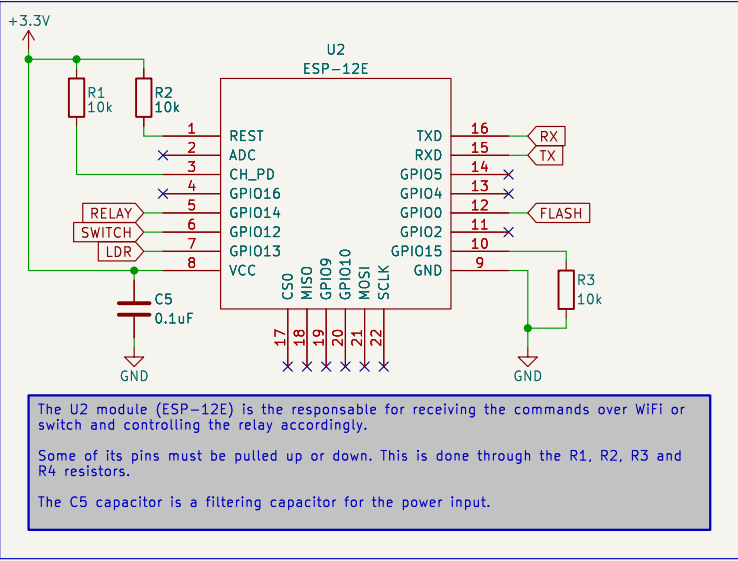 +3.3V
U2
ESP-12E
R1
10k
R2
10k
1 REST
2 ADC
3 CH_PD
4 GPIO16
RELAY 5 GPIO14
SWITCH 6 GPIO12
LDR 7 GPIO13
8 VCC
TXD 16 RX
RXD 15 TX
GPIO5 14
GPIO4 13
GPIO0 12 FLASH
GPIO2 11
GPIO15 10
GND 9
CS0 MISO GPIO9 GPIO10 MOSI SCLK
17 18 19 20 21 22
R3
10k
C5
0.1uF
GND
GND
The U2 module (ESP-12E) is the responsable for receiving the commands over WiFi or
switch and controlling the relay accordingly.
Some of its pins must be pulled up or down. This is done through the R1, R2, R3 and
R4 resistors.
The C5 capacitor is a filtering capacitor for the power input.